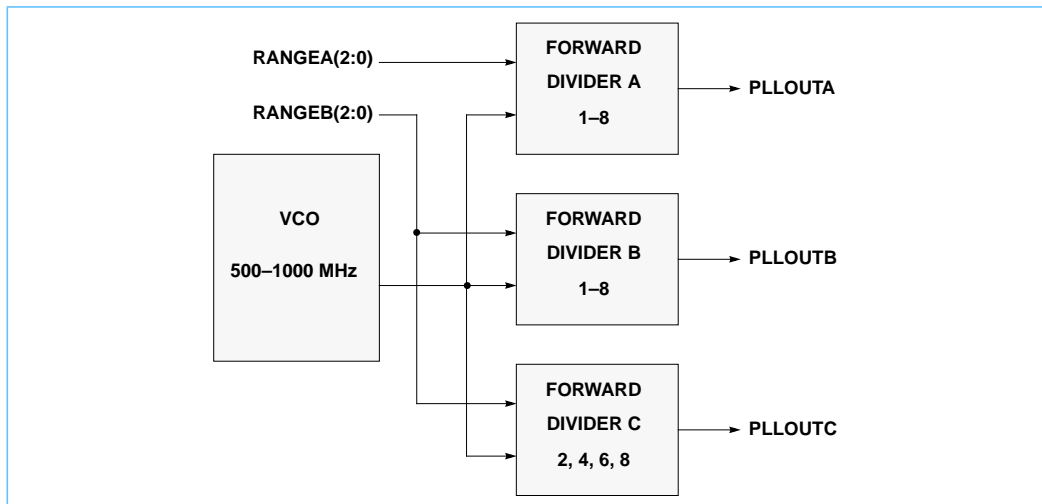 RANGEA(2:0)
RANGEB(2:0)
VCO
500–1000 MHz
FORWARD
DIVIDER A
1–8
PLLOUTA
FORWARD
DIVIDER B
1–8
PLLOUTB
FORWARD
DIVIDER C
2, 4, 6, 8
PLLOUTC